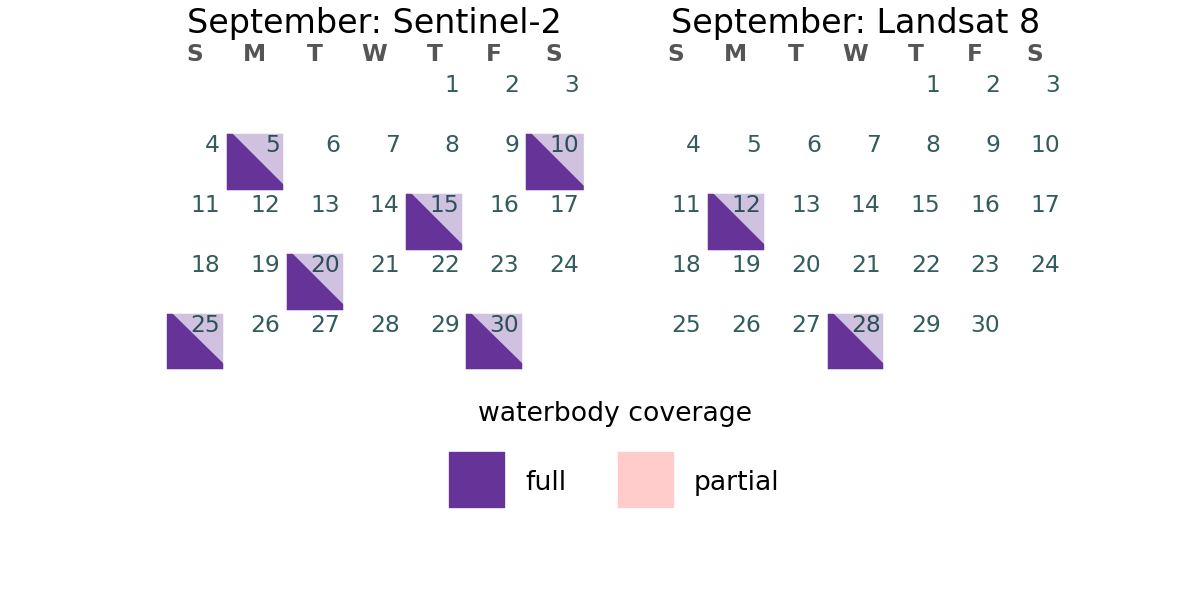 September: Sentinel-2
S M T W T F S
1 2 3
4 5 6 7 8 9 10
11 12 13 14 15 16 17
18 19 20 21 22 23 24
25 26 27 28 29 30
September: Landsat 8
S M T W T F S
1 2 3
4 5 6 7 8 9 10
11 12 13 14 15 16 17
18 19 20 21 22 23 24
25 26 27 28 29 30
waterbody coverage
full partial